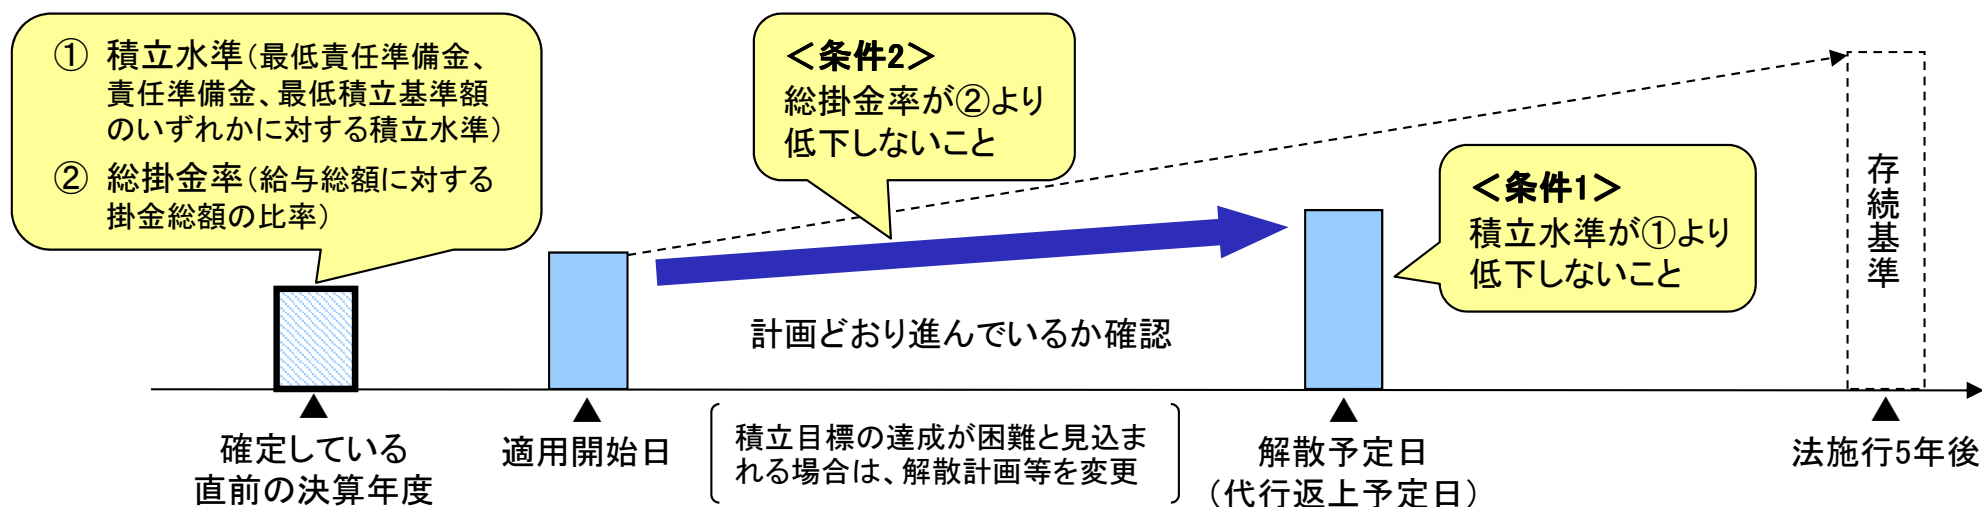 ① 積立水準(最低責任準備金、
責任準備金、最低積立基準額
のいずれかに対する積立水準)
② 総掛金率(給与総額に対する
掛金総額の比率)
<条件2>
総掛金率が②より
低下しないこと
<条件1>
積立水準が①より
低下しないこと
存続基準
計画どおり進んでいるか確認
▲
確定している
直前の決算年度
▲
適用開始日
積立目標の達成が困難と見込ま
れる場合は、解散計画等を変更
▲
解散予定日
(代行返上予定日)
▲
法施行5年後